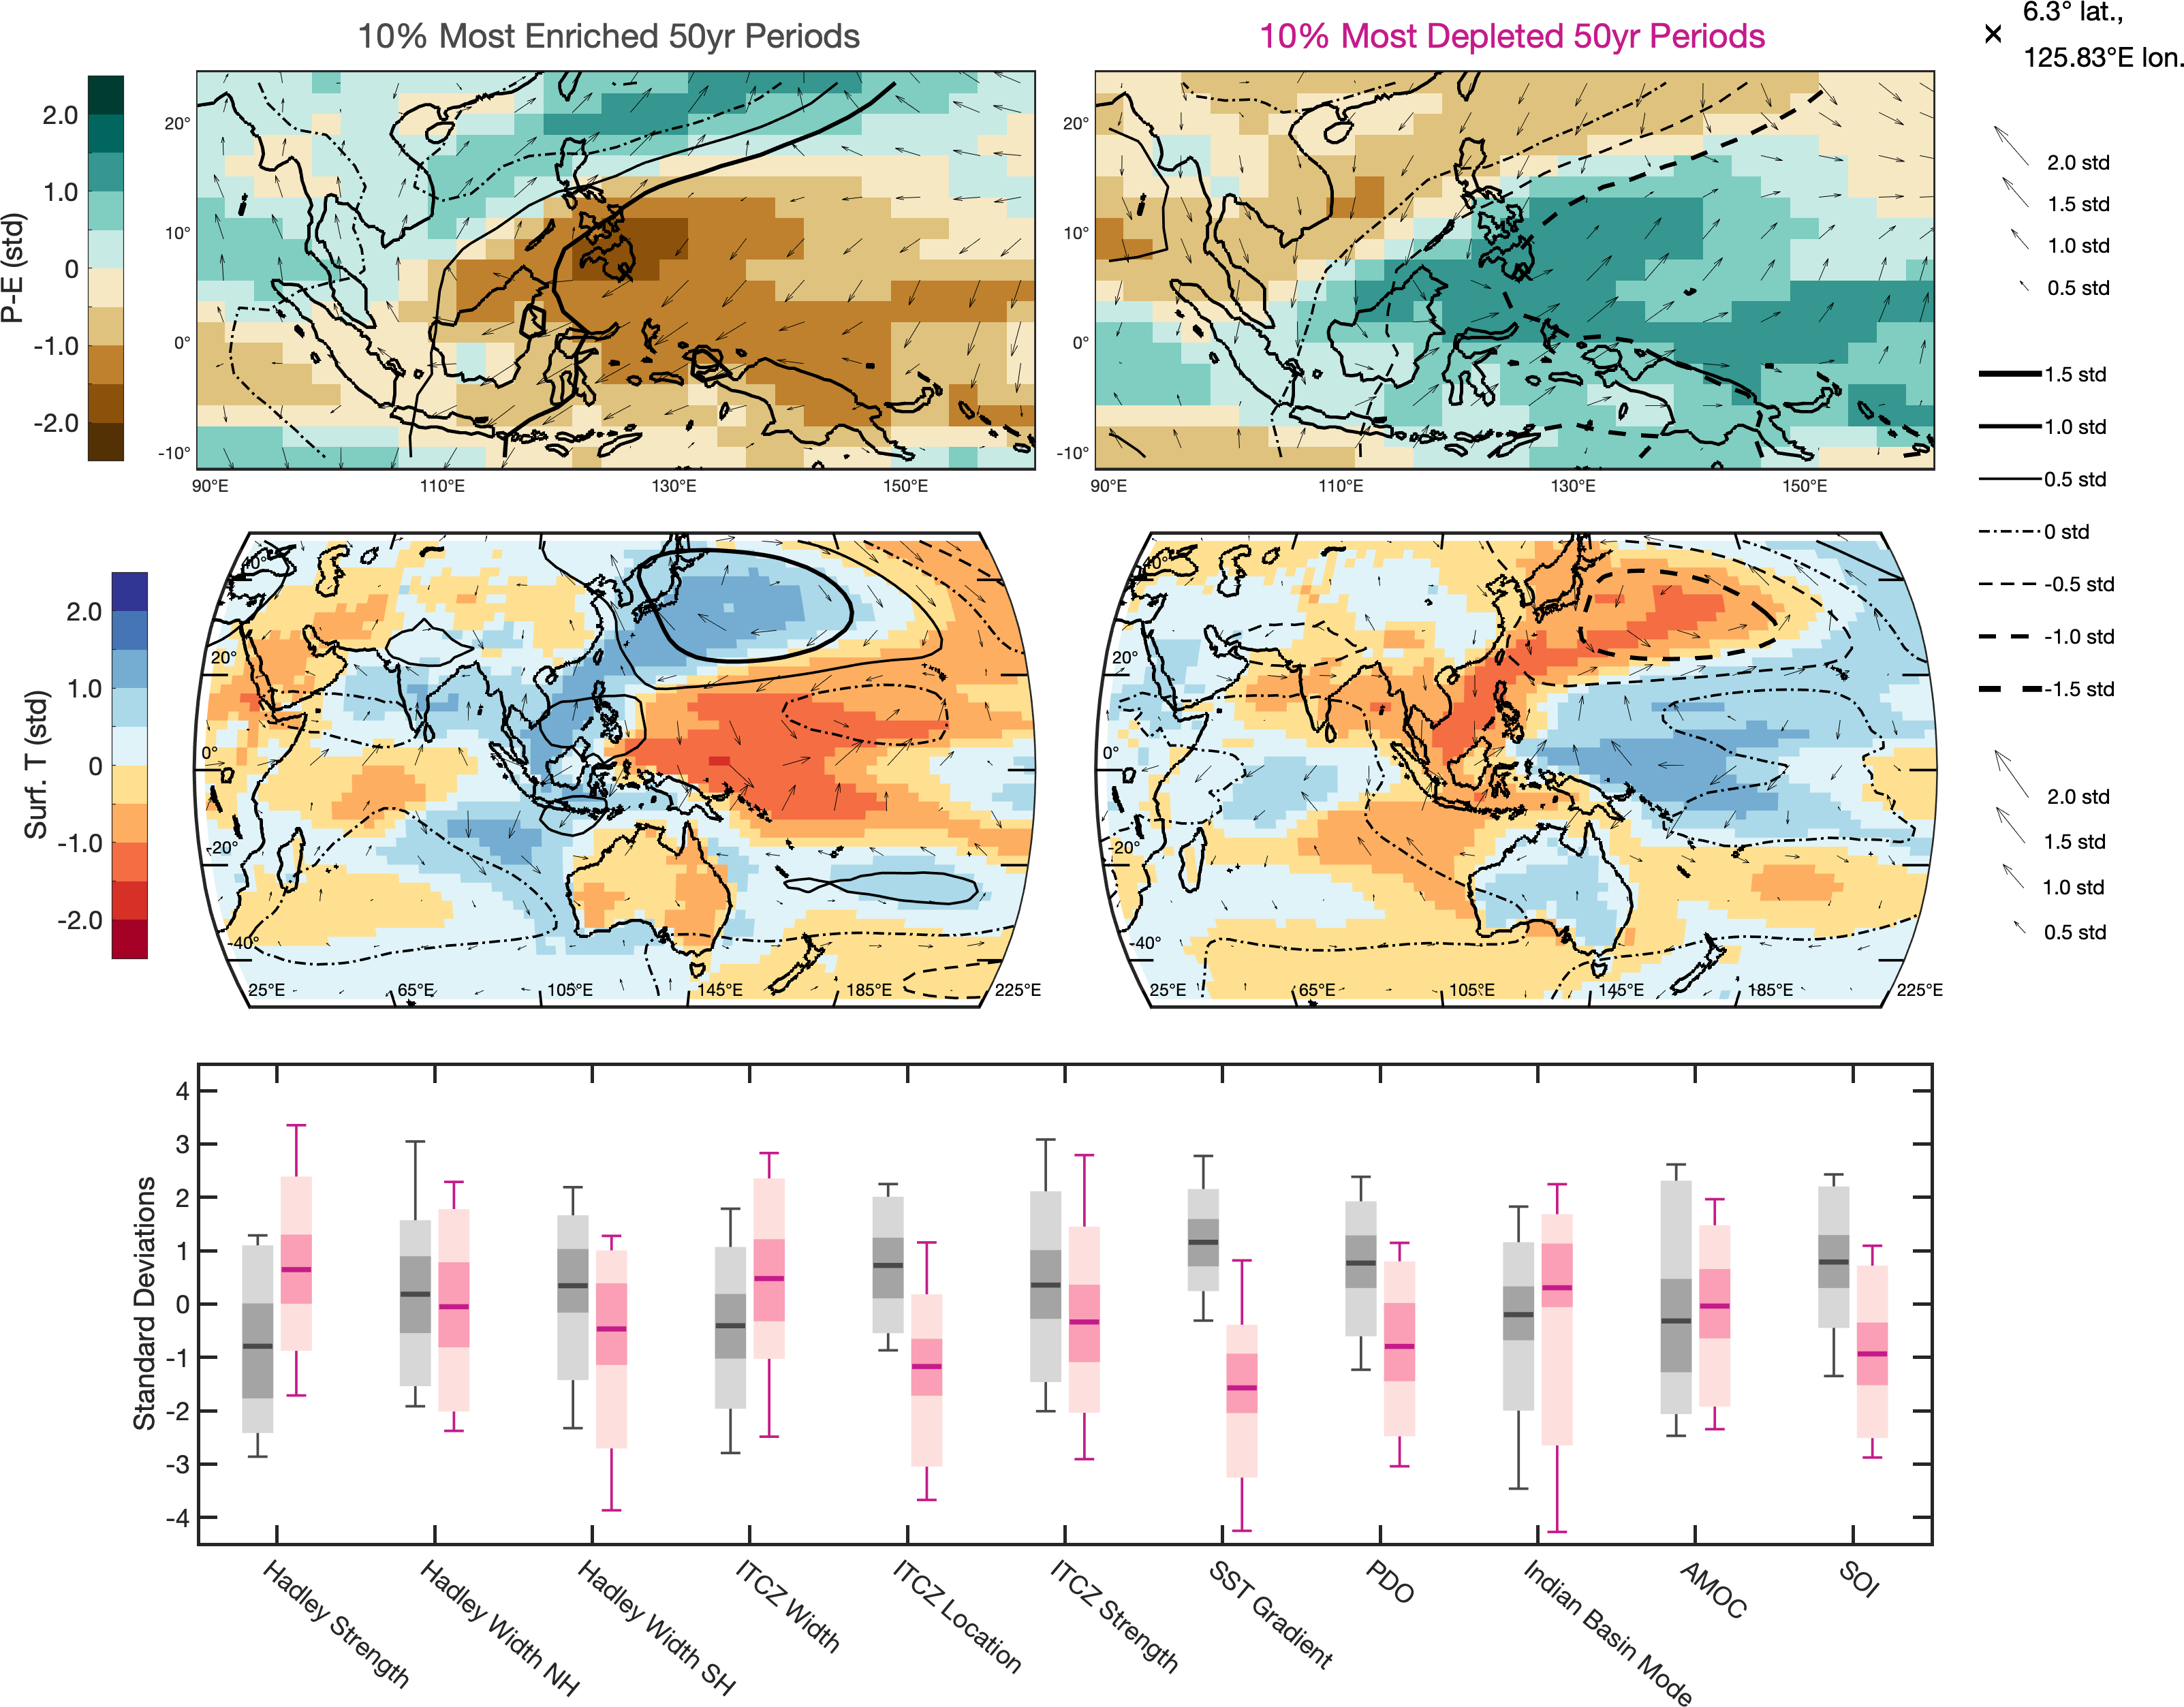 10% Most Enriched 50yr Periods
10% Most Depleted 50yr Periods
6.3° lat.,
125.83°E lon.
P-E (std)
2.0
1.0
0
-1.0
-2.0
20°
10°
0°
-10°
90°E 110°E 130°E 150°E
20°
10°
0°
-10°
90°E 110°E 130°E 150°E
2.0 std
1.5 std
1.0 std
0.5 std
1.5 std
1.0 std
0.5 std
0 std
-0.5 std
-1.0 std
-1.5 std
Surf. T (std)
2.0
1.0
0
-1.0
-2.0
40°
20°
0°
-20°
-40°
25°E 65°E 105°E 145°E 185°E 225°E
40°
20°
0°
-20°
-40°
25°E 65°E 105°E 145°E 185°E 225°E
2.0 std
1.5 std
1.0 std
0.5 std
Standard Deviations
4
3
2
1
0
-1
-2
-3
-4
Hadley Strength
Hadley Width NH
Hadley Width SH
ITCZ Width
ITCZ Location
ITCZ Strength
SST Gradient
PDO
Indian Basin Mode
AMOC
SOI